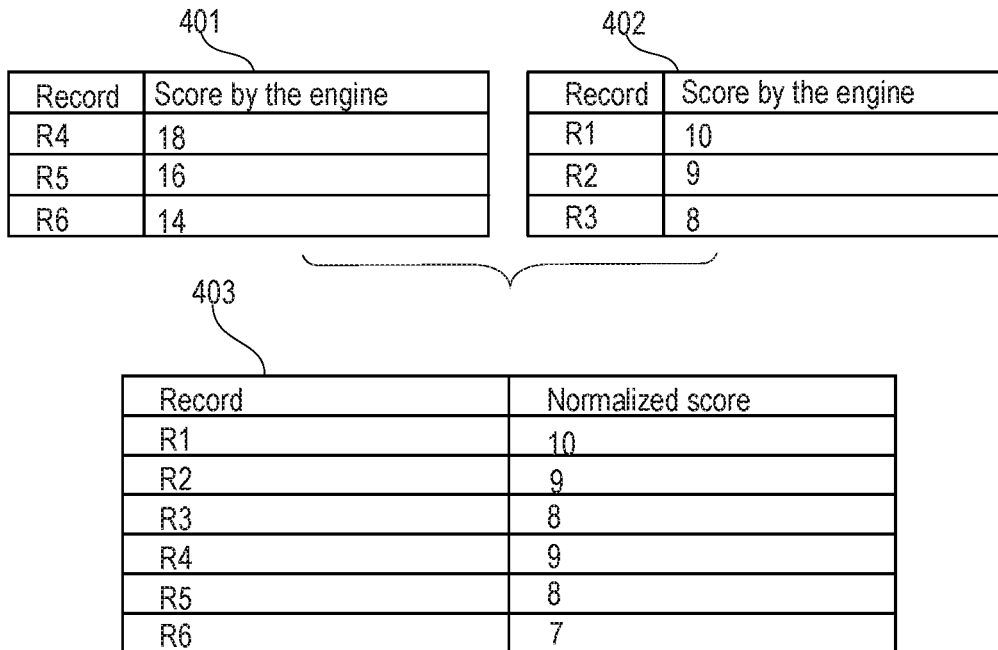 401
402
Record Score by the engine
R4 18
R5 16
R6 14
Record Score by the engine
R1 10
R2 9
R3 8
403
Record Normalized score
R1 10
R2 9
R3 8
R4 9
R5 8
R6 7